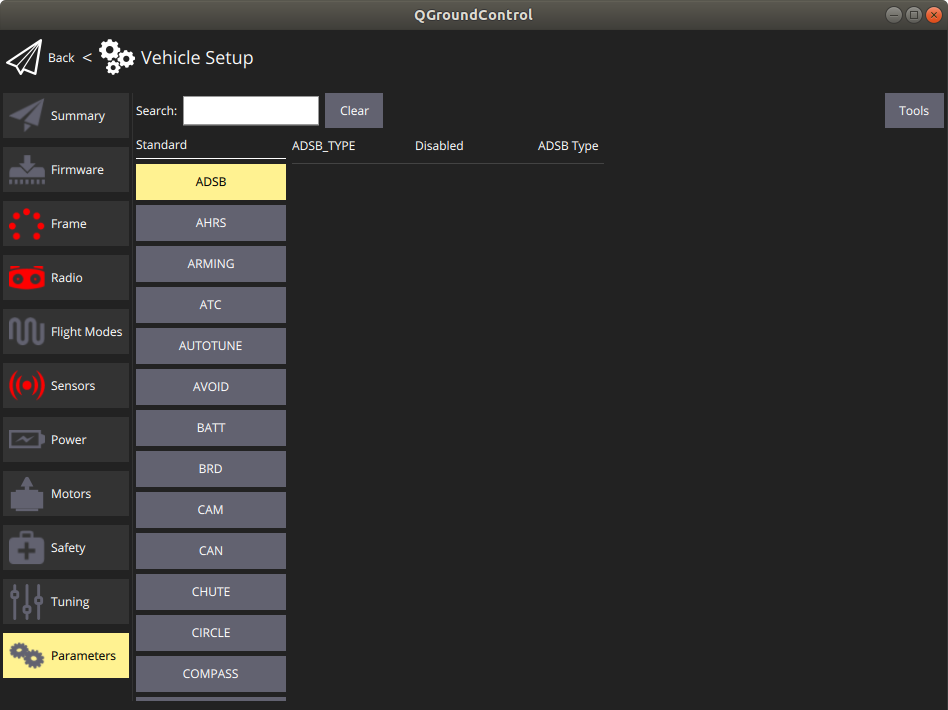 QGroundControl
Back < Vehicle Setup
Summary
Firmware
Frame
Radio
Flight Modes
Sensors
Power
Motors
Safety
Tuning
Parameters
Search: Clear Tools
Standard
ADSB
AHRS
ARMING
ATC
AUTOTUNE
AVOID
BATT
BRD
CAM
CAN
CHUTE
CIRCLE
COMPASS
ADSB_TYPE Disabled ADSB Type